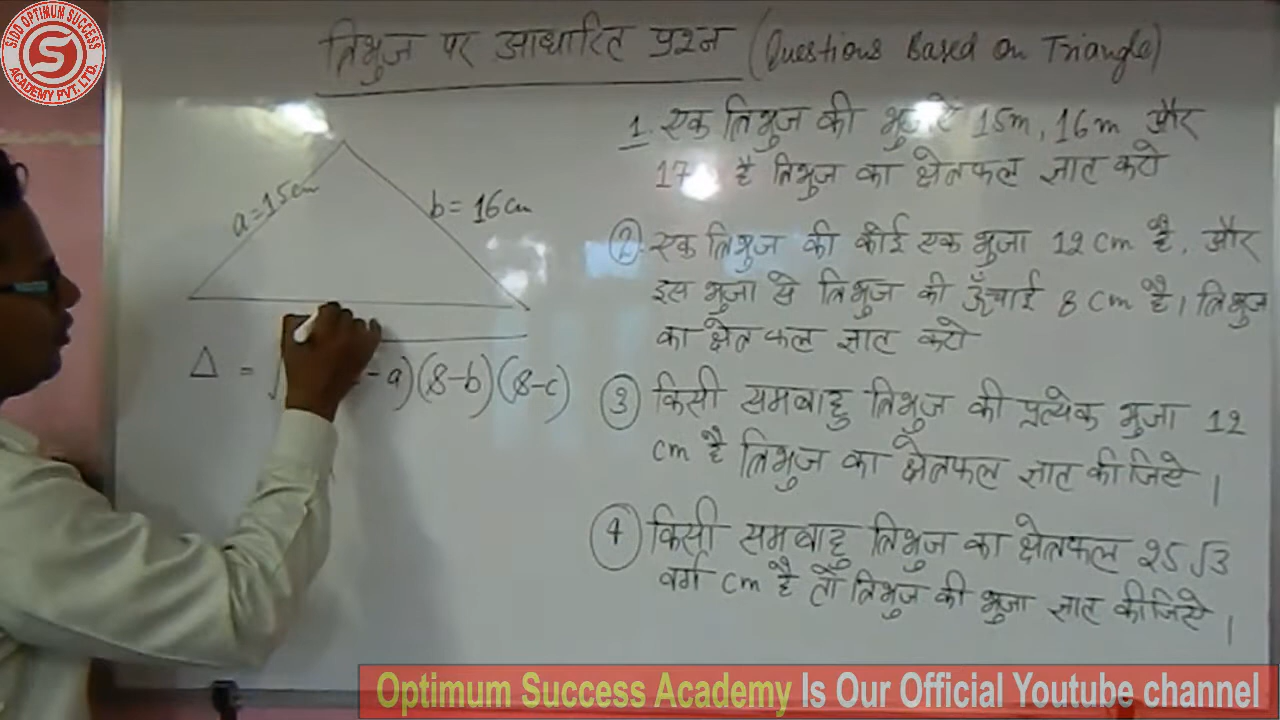 SIDD OPTIMUM SUCCESS
S
ACADEMY PVT. LTD.
त्रिभुज पर आधारित प्रश्न (Questions Based on Triangle)
1. एक त्रिभुज की 15m, 16m और
17 है त्रिभुज का क्षेत्रफल ज्ञात करो
② एक त्रिभुज की कोई एक भुजा 12 cm है, और
इस भुजा से त्रिभुज की ऊँचाई 8 cm है। त्रिभुज
का क्षेत्रफल ज्ञात करो
③ किसी समबाहु त्रिभुज की प्रत्येक भुजा 12
cm है त्रिभुज का क्षेत्रफल ज्ञात कीजिये।
④ किसी समबाहु त्रिभुज का क्षेत्रफल 25√3
वर्ग cm है तो त्रिभुज की भुजा ज्ञात कीजिये।
a=15cm
b=16cm
Δ = √ -a)(s-b)(s-c)
Optimum Success Academy Is Our Official Youtube channel